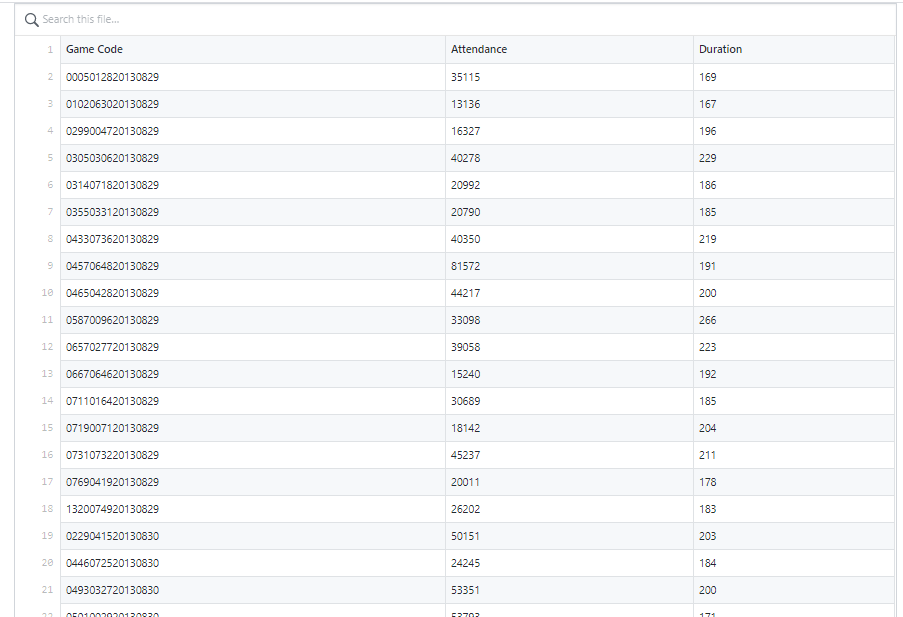 Search this file...
1 Game Code Attendance Duration
2 0005012820130829 35115 169
3 0102063020130829 13136 167
4 0299004720130829 16327 196
5 0305030620130829 40278 229
6 0314071820130829 20992 186
7 0355033120130829 20790 185
8 0433073620130829 40350 219
9 0457064820130829 81572 191
10 0465042820130829 44217 200
11 0587009620130829 33098 266
12 0657027720130829 39058 223
13 0667064620130829 15240 192
14 0711016420130829 30689 185
15 0719007120130829 18142 204
16 0731073220130829 45237 211
17 0769041920130829 20011 178
18 1320074920130829 26202 183
19 0229041520130830 50151 203
20 0446072520130830 24245 184
21 0493032720130830 53351 200